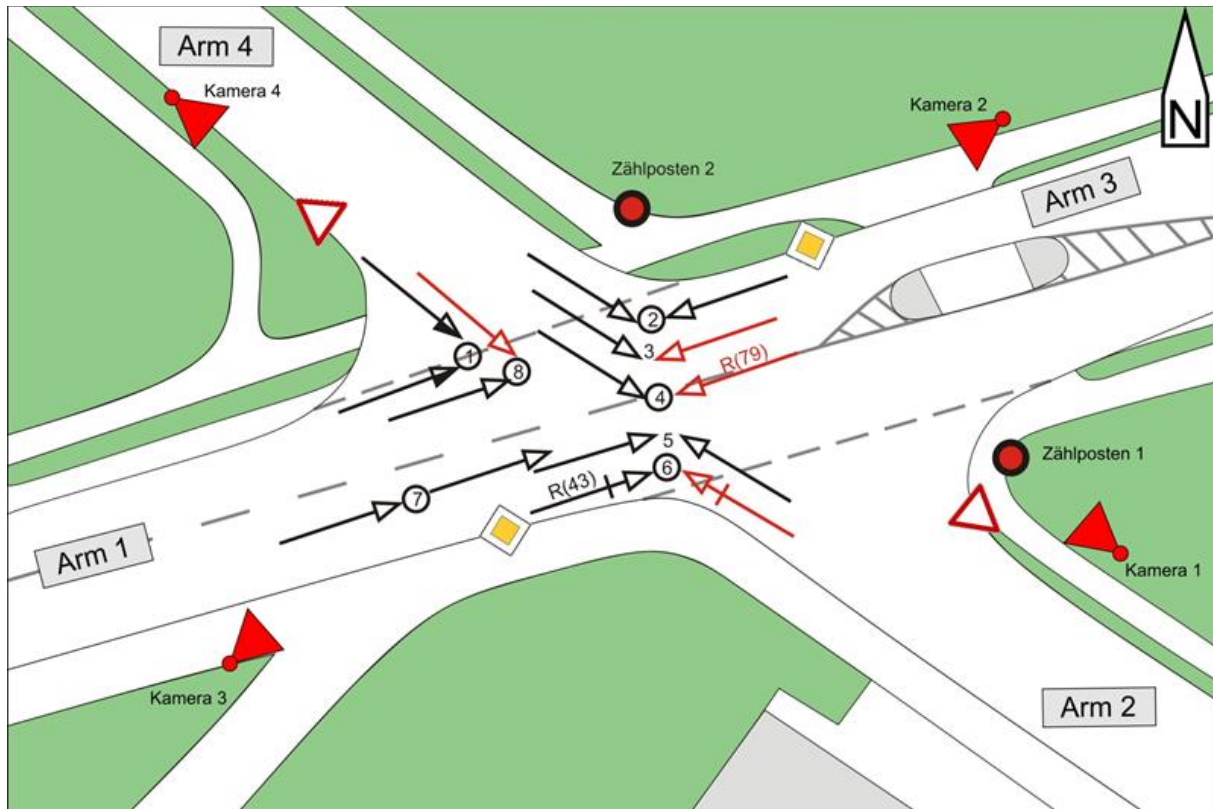 Arm 4
Kamera 4
Kamera 2
N
Zählposten 2
Arm 3
2
1
8
3
R(79)
4
5
6
R(43)
7
Zählposten 1
Arm 1
Kamera 1
Kamera 3
Arm 2